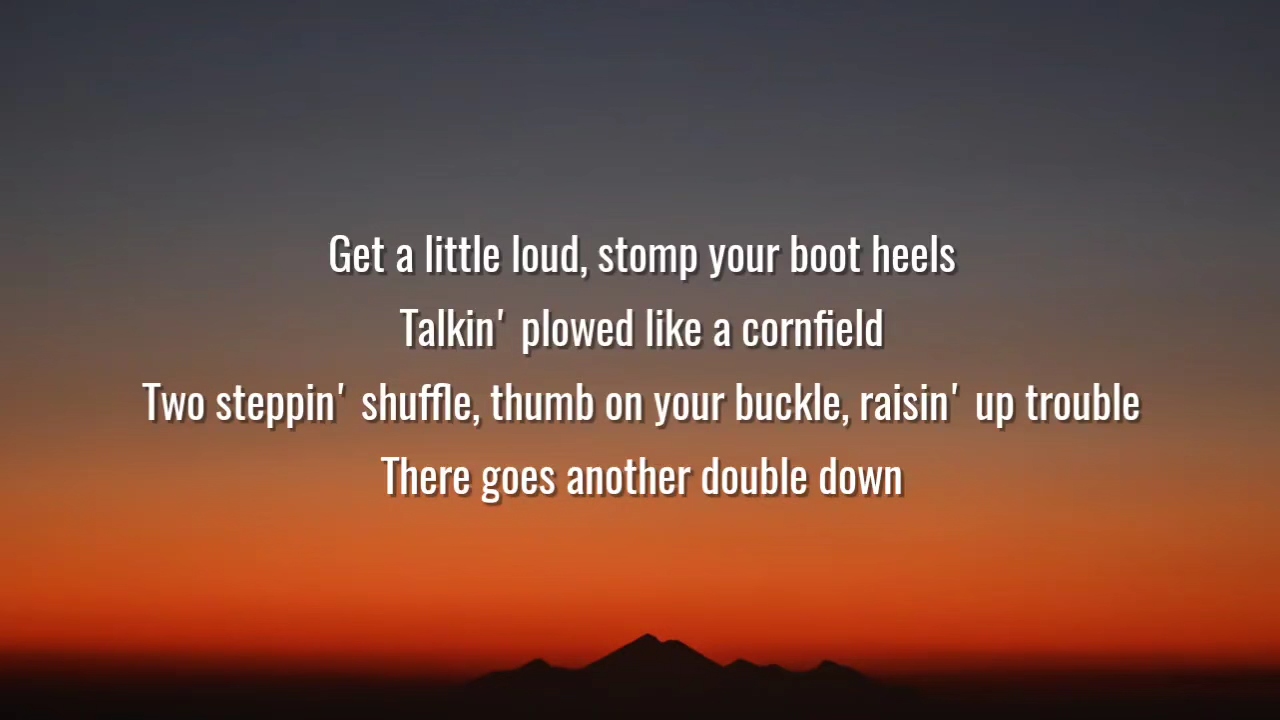 Get a little loud, stomp your boot heels
Talkin' plowed like a cornfield
Two steppin' shuffle, thumb on your buckle, raisin' up trouble
There goes another double down